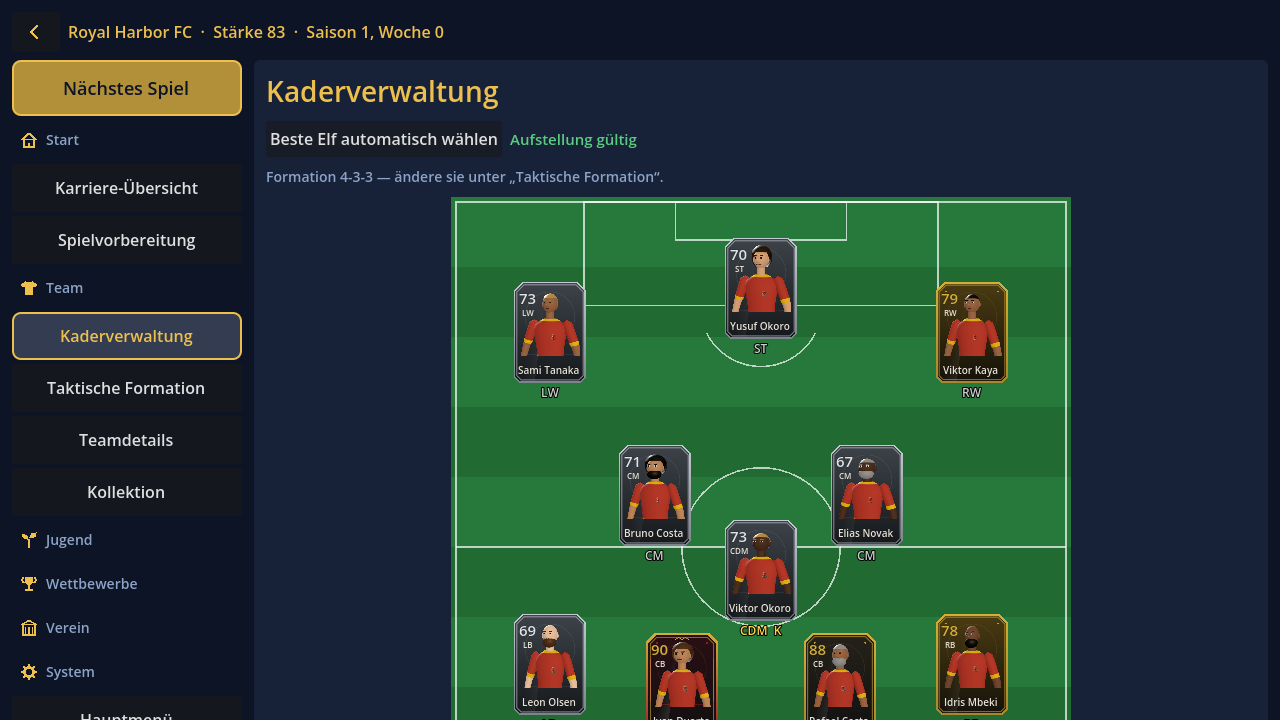 Royal Harbor FC · Stärke 83 · Saison 1, Woche 0
Nächstes Spiel
Start
Karriere-Übersicht
Spielvorbereitung
Team
Kaderverwaltung
Taktische Formation
Teamdetails
Kollektion
Jugend
Wettbewerbe
Verein
System
Hauptmenü
Kaderverwaltung
Beste Elf automatisch wählen
Aufstellung gültig
Formation 4-3-3 — ändere sie unter „Taktische Formation“.
70
ST
Yusuf Okoro
ST
73
LW
Sami Tanaka
LW
79
RW
Viktor Kaya
RW
71
CM
Bruno Costa
CM
67
CM
Elias Novak
CM
73
CDM
Viktor Okoro
CDM K
69
LB
Leon Olsen
90
CB
88
CB
78
RB
Idris Mbeki